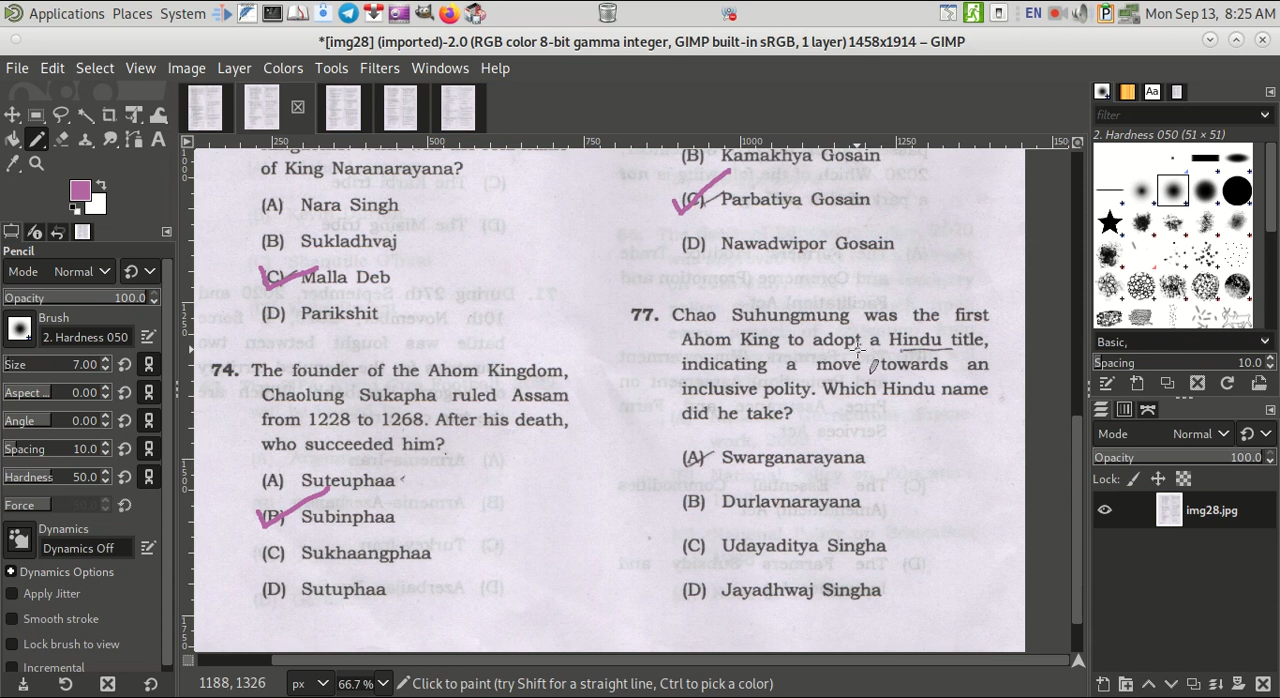 Applications Places System
EN
Mon Sep 13, 8:25 AM
*[img28] (imported)-2.0 (RGB color 8-bit gamma integer, GIMP built-in sRGB, 1 layer) 1458x1914 – GIMP
File Edit Select View Image Layer Colors Tools Filters Windows Help
250 500 750 1000 1250 150
of King Naranarayana?
(A) Nara Singh
(B) Sukladhvaj
(C) Malla Deb
(D) Parikshit
74. The founder of the Ahom Kingdom,
Chaolung Sukapha ruled Assam
from 1228 to 1268. After his death,
who succeeded him?
(A) Suteuphaa
(B) Subinphaa
(C) Sukhaangphaa
(D) Sutuphaa
(B) Kamakhya Gosain
(C) Parbatiya Gosain
(D) Nawadwipor Gosain
77. Chao Suhungmung was the first
Ahom King to adopt a Hindu title,
indicating a move towards an
inclusive polity. Which Hindu name
did he take?
(A) Swarganarayana
(B) Durlavnarayana
(C) Udayaditya Singha
(D) Jayadhwaj Singha
Pencil
Mode Normal
Opacity 100.0
Brush
2. Hardness 050
Size 7.00
Aspect ... 0.00
Angle 0.00
Spacing 10.0
Hardness 50.0
Force
Dynamics
Dynamics Off
Dynamics Options
Apply Jitter
Smooth stroke
Lock brush to view
Incremental
Aa
filter
2. Hardness 050 (51 × 51)
Basic,
Spacing 10.0
Mode Normal
Opacity 100.0
Lock:
img28.jpg
1188, 1326 px 66.7 % Click to paint (try Shift for a straight line, Ctrl to pick a color)